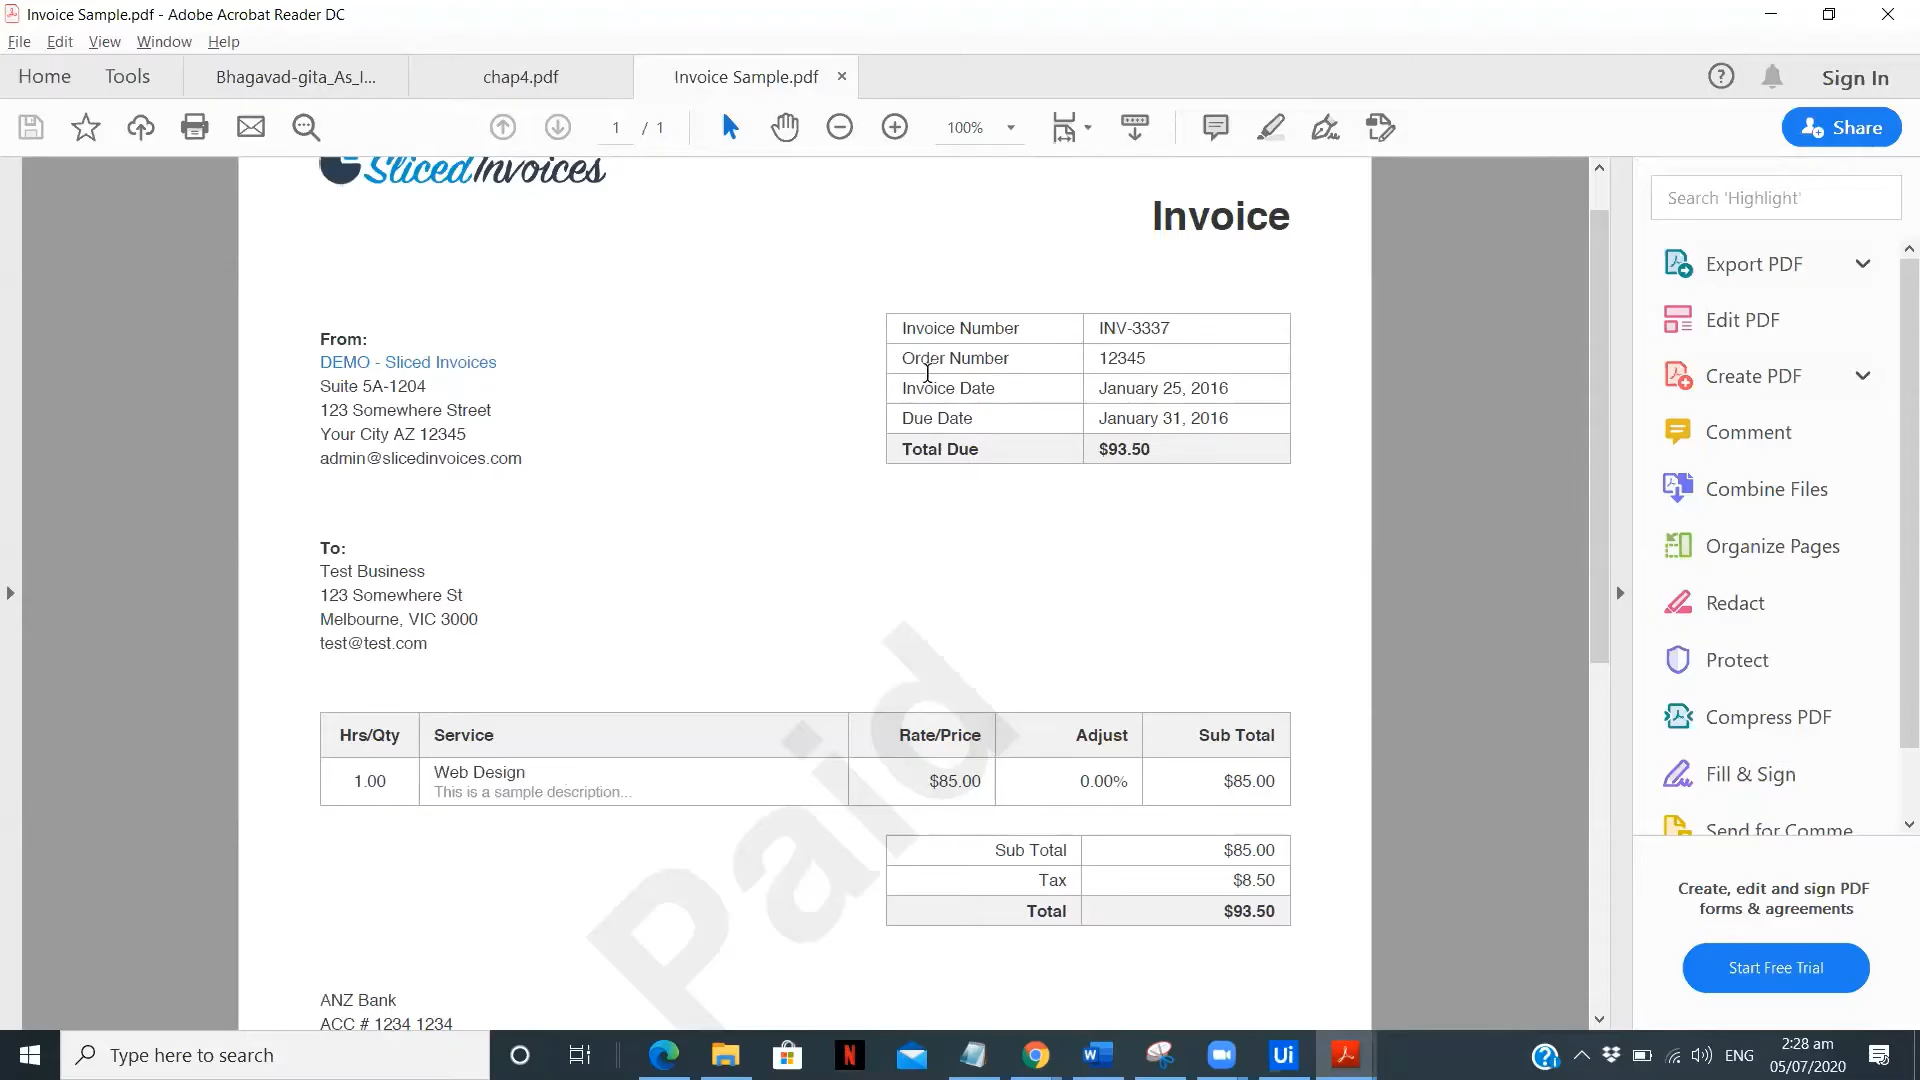 Invoice Sample.pdf - Adobe Acrobat Reader DC
File Edit View Window Help
Home Tools Bhagavad-gita_As_I... chap4.pdf Invoice Sample.pdf × ? Sign In
1 / 1 100% Share
Sliced Invoices
Invoice
From:
DEMO - Sliced Invoices
Suite 5A-1204
123 Somewhere Street
Your City AZ 12345
admin@slicedinvoices.com
Invoice Number INV-3337
Order Number 12345
Invoice Date January 25, 2016
Due Date January 31, 2016
Total Due $93.50
To:
Test Business
123 Somewhere St
Melbourne, VIC 3000
test@test.com
Hrs/Qty Service Rate/Price Adjust Sub Total
1.00 Web Design $85.00 0.00% $85.00
This is a sample description...
Sub Total $85.00
Tax $8.50
Total $93.50
Paid
ANZ Bank
ACC # 1234 1234
Search 'Highlight'
Export PDF
Edit PDF
Create PDF
Comment
Combine Files
Organize Pages
Redact
Protect
Compress PDF
Fill & Sign
Send for Comme
Create, edit and sign PDF
forms & agreements
Start Free Trial
Type here to search
N
W
Ui
ENG
2:28 am
05/07/2020